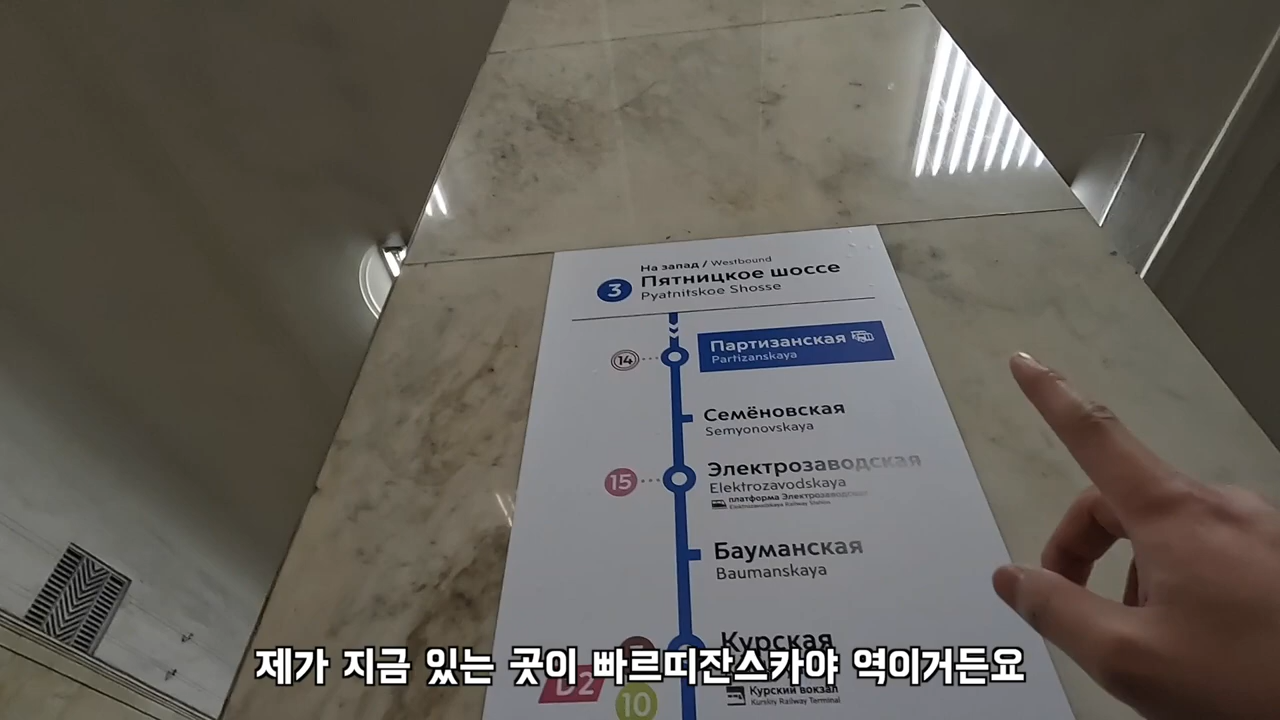 На запад / Westbound
3 Пятницкое шоссе
Pyatnitskoe Shosse
14 Партизанская
Partizanskaya
Семёновская
Semyonovskaya
15 Электрозаводская
Elektrozavodskaya
платформа Электрозаводская
Elektrozavodskaya Railway Station
Бауманская
Baumanskaya
Курская
제가 지금 있는 곳이 빠르띠잔스카야 역이거든요
D2
10 Курский вокзал
Kursky Railway Terminal